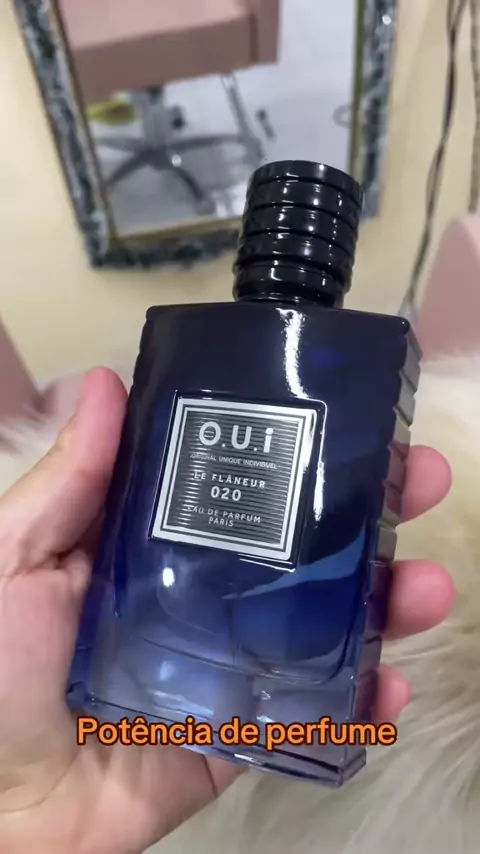 O.U.i
ORIGINAL UNIQUE INDIVIDUEL
LE FLÂNEUR
020
EAU DE PARFUM
PARIS
Potência de perfume